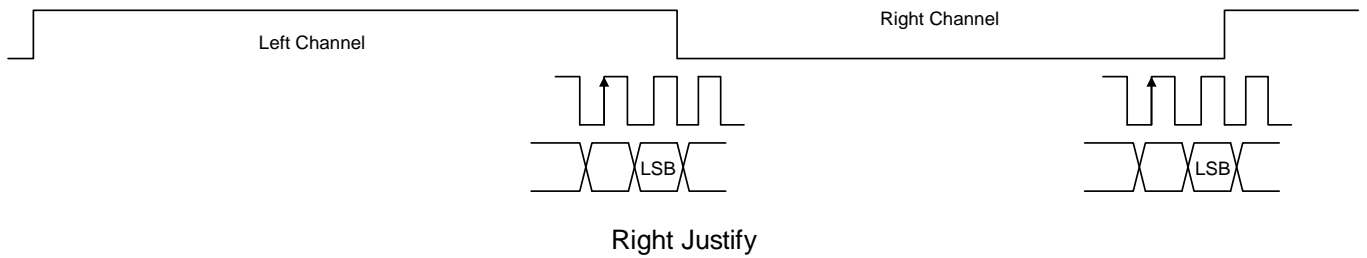 Left Channel
Right Channel
LSB
LSB
Right Justify